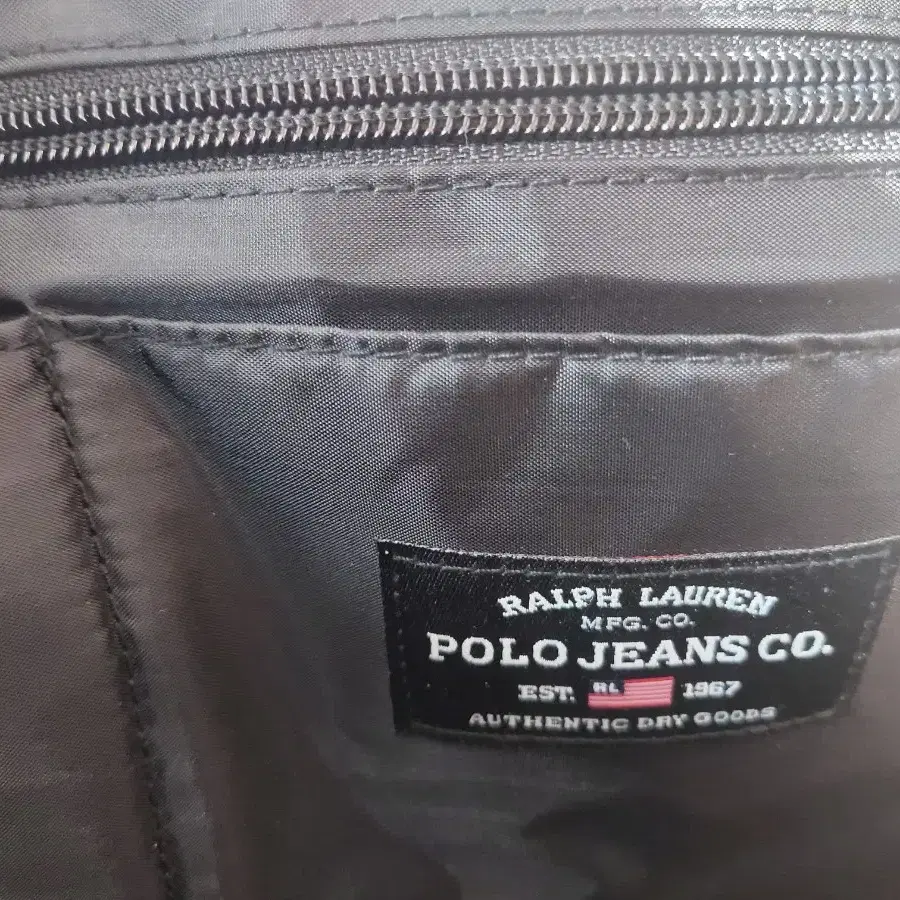 RALPH LAUREN
MFG. CO.
POLO JEANS CO.
EST. RL 1967
AUTHENTIC DRY GOODS